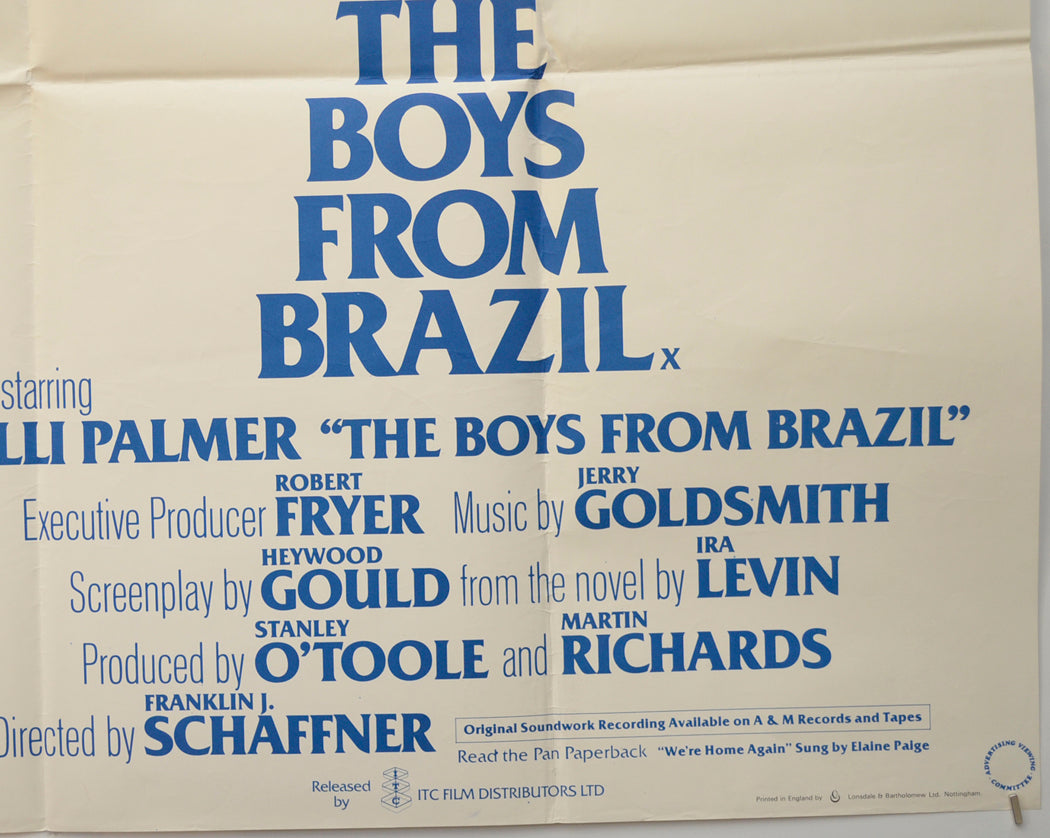 THE
BOYS
FROM
BRAZIL X
starring
LLI PALMER “THE BOYS FROM BRAZIL”
Executive Producer ROBERT FRYER Music by JERRY GOLDSMITH
Screenplay by HEYWOOD GOULD from the novel by IRA LEVIN
Produced by STANLEY O'TOOLE and MARTIN RICHARDS
Directed by FRANKLIN J. SCHAFFNER
Original Soundwork Recording Available on A & M Records and Tapes
Read the Pan Paperback “We're Home Again” Sung by Elaine Paige
Released by ITC ITC FILM DISTRIBUTORS LTD
Printed in England by Lonsdale & Bartholomew Ltd. Nottingham.
ADVERTISING VIEWING COMMITTEE